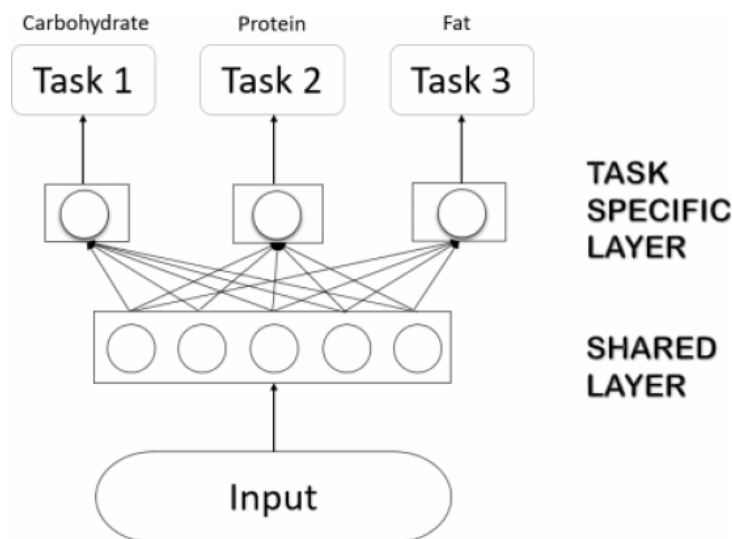 Carbohydrate
Protein
Fat
Task 1
Task 2
Task 3
TASK
SPECIFIC
LAYER
SHARED
LAYER
Input